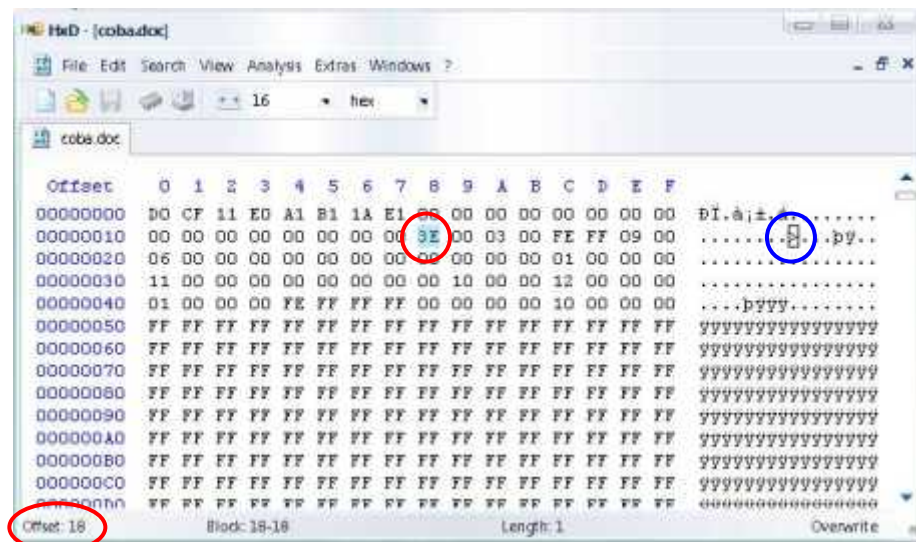 HxD - [coba.doc]
File Edit Search View Analysis Extras Windows ?
16 hex
coba.doc
Offset 0 1 2 3 4 5 6 7 8 9 A B C D E F
00000000 D0 CF 11 E0 A1 B1 1A E1 00 00 00 00 00 00 00 00 ÐÏ.à¡±.á........
00000010 00 00 00 00 00 00 00 00 3E 00 03 00 FE FF 09 00 ........>...þÿ..
00000020 06 00 00 00 00 00 00 00 00 00 00 00 01 00 00 00 ................
00000030 11 00 00 00 00 00 00 00 00 10 00 00 12 00 00 00 ................
00000040 01 00 00 00 FE FF FF FF 00 00 00 00 10 00 00 00 ....þÿÿÿ........
00000050 FF FF FF FF FF FF FF FF FF FF FF FF FF FF FF FF ÿÿÿÿÿÿÿÿÿÿÿÿÿÿÿÿ
00000060 FF FF FF FF FF FF FF FF FF FF FF FF FF FF FF FF ÿÿÿÿÿÿÿÿÿÿÿÿÿÿÿÿ
00000070 FF FF FF FF FF FF FF FF FF FF FF FF FF FF FF FF ÿÿÿÿÿÿÿÿÿÿÿÿÿÿÿÿ
00000080 FF FF FF FF FF FF FF FF FF FF FF FF FF FF FF FF ÿÿÿÿÿÿÿÿÿÿÿÿÿÿÿÿ
00000090 FF FF FF FF FF FF FF FF FF FF FF FF FF FF FF FF ÿÿÿÿÿÿÿÿÿÿÿÿÿÿÿÿ
000000A0 FF FF FF FF FF FF FF FF FF FF FF FF FF FF FF FF ÿÿÿÿÿÿÿÿÿÿÿÿÿÿÿÿ
000000B0 FF FF FF FF FF FF FF FF FF FF FF FF FF FF FF FF ÿÿÿÿÿÿÿÿÿÿÿÿÿÿÿÿ
000000C0 FF FF FF FF FF FF FF FF FF FF FF FF FF FF FF FF ÿÿÿÿÿÿÿÿÿÿÿÿÿÿÿÿ
Offset: 18 Block: 18-18 Length: 1 Overwrite